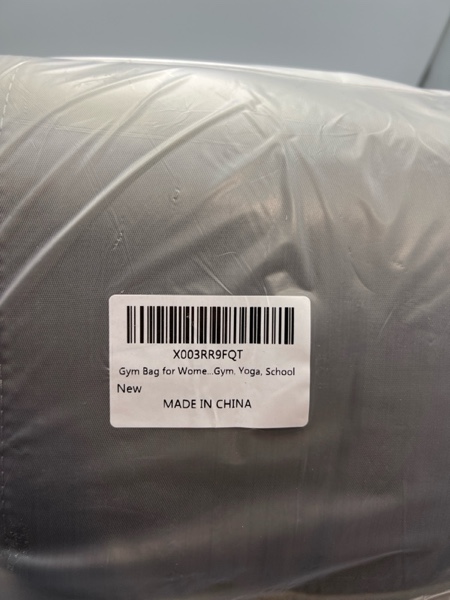 X003RR9FQT
Gym Bag for Wome...Gym, Yoga, School
New
MADE IN CHINA